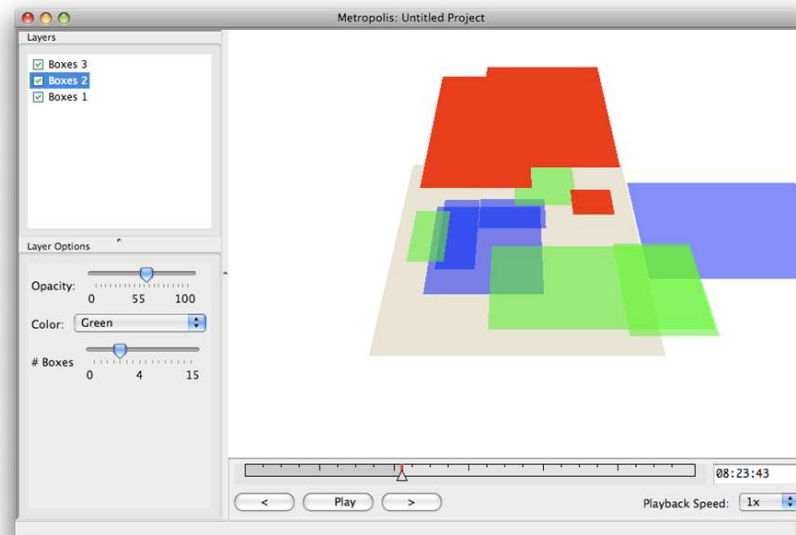 Metropolis: Untitled Project
Layers
Boxes 3
Boxes 2
Boxes 1
Layer Options
Opacity:
0 55 100
Color: Green
# Boxes
0 4 15
08:23:43
< Play >
Playback Speed: 1x